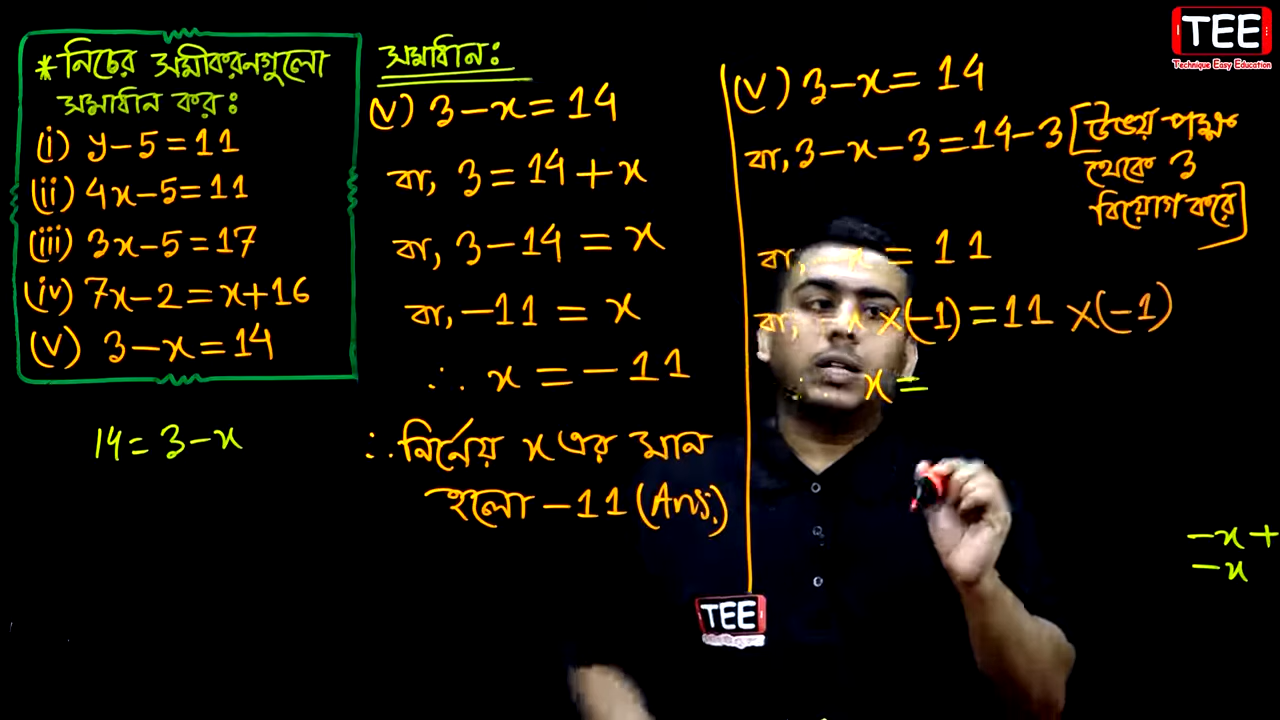 * নিচের সমীকরনগুলো
সমাধান কর:
(i) y-5=11
(ii) 4x-5=11
(iii) 3x-5=17
(iv) 7x-2=x+16
(v) 3-x=14
14=3-x
সমাধান:
(v) 3-x=14
বা, 3=14+x
বা, 3-14=x
বা, -11=x
∴ x=-11
∴ নির্নেয় x এর মান
হলো -11 (Ans:)
(v) 3-x=14
বা, 3-x-3=14-3 [উভয় পক্ষ
থেকে 3
বিয়োগ করে]
বা, -x=11
বা, -x×(-1)=11×(-1)
∴ x=
-x+
-x
TEE
Technique Easy Education
TEE